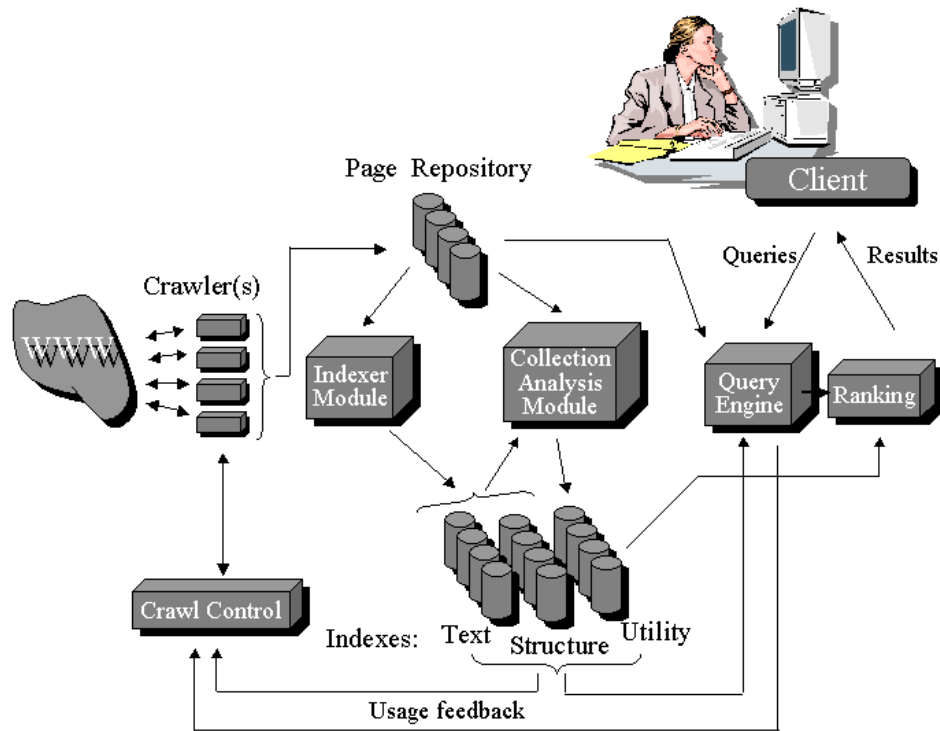 Page Repository
Client
Queries
Results
Crawler(s)
WWW
Indexer
Module
Collection
Analysis
Module
Query
Engine
Ranking
Crawl Control
Indexes:
Text
Structure
Utility
Usage feedback